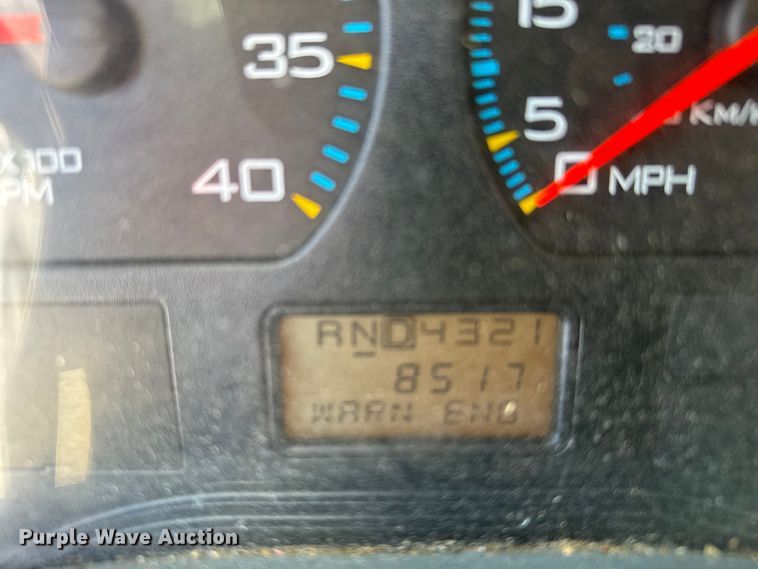 35
40
X100
PM
15
20
5
KM/H
0 MPH
RND4321
8517
WARN ENG
Purple Wave Auction